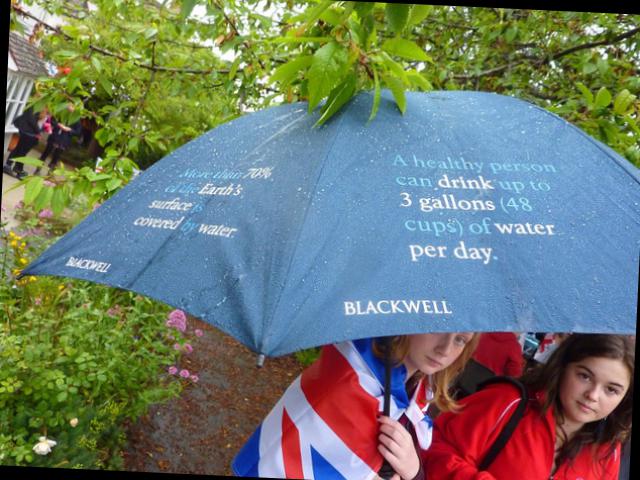 More than 70%
of the Earth's
surface is
covered by water.
BLACKWELL
A healthy person
can drink up to
3 gallons (48
cups) of water
per day.
BLACKWELL